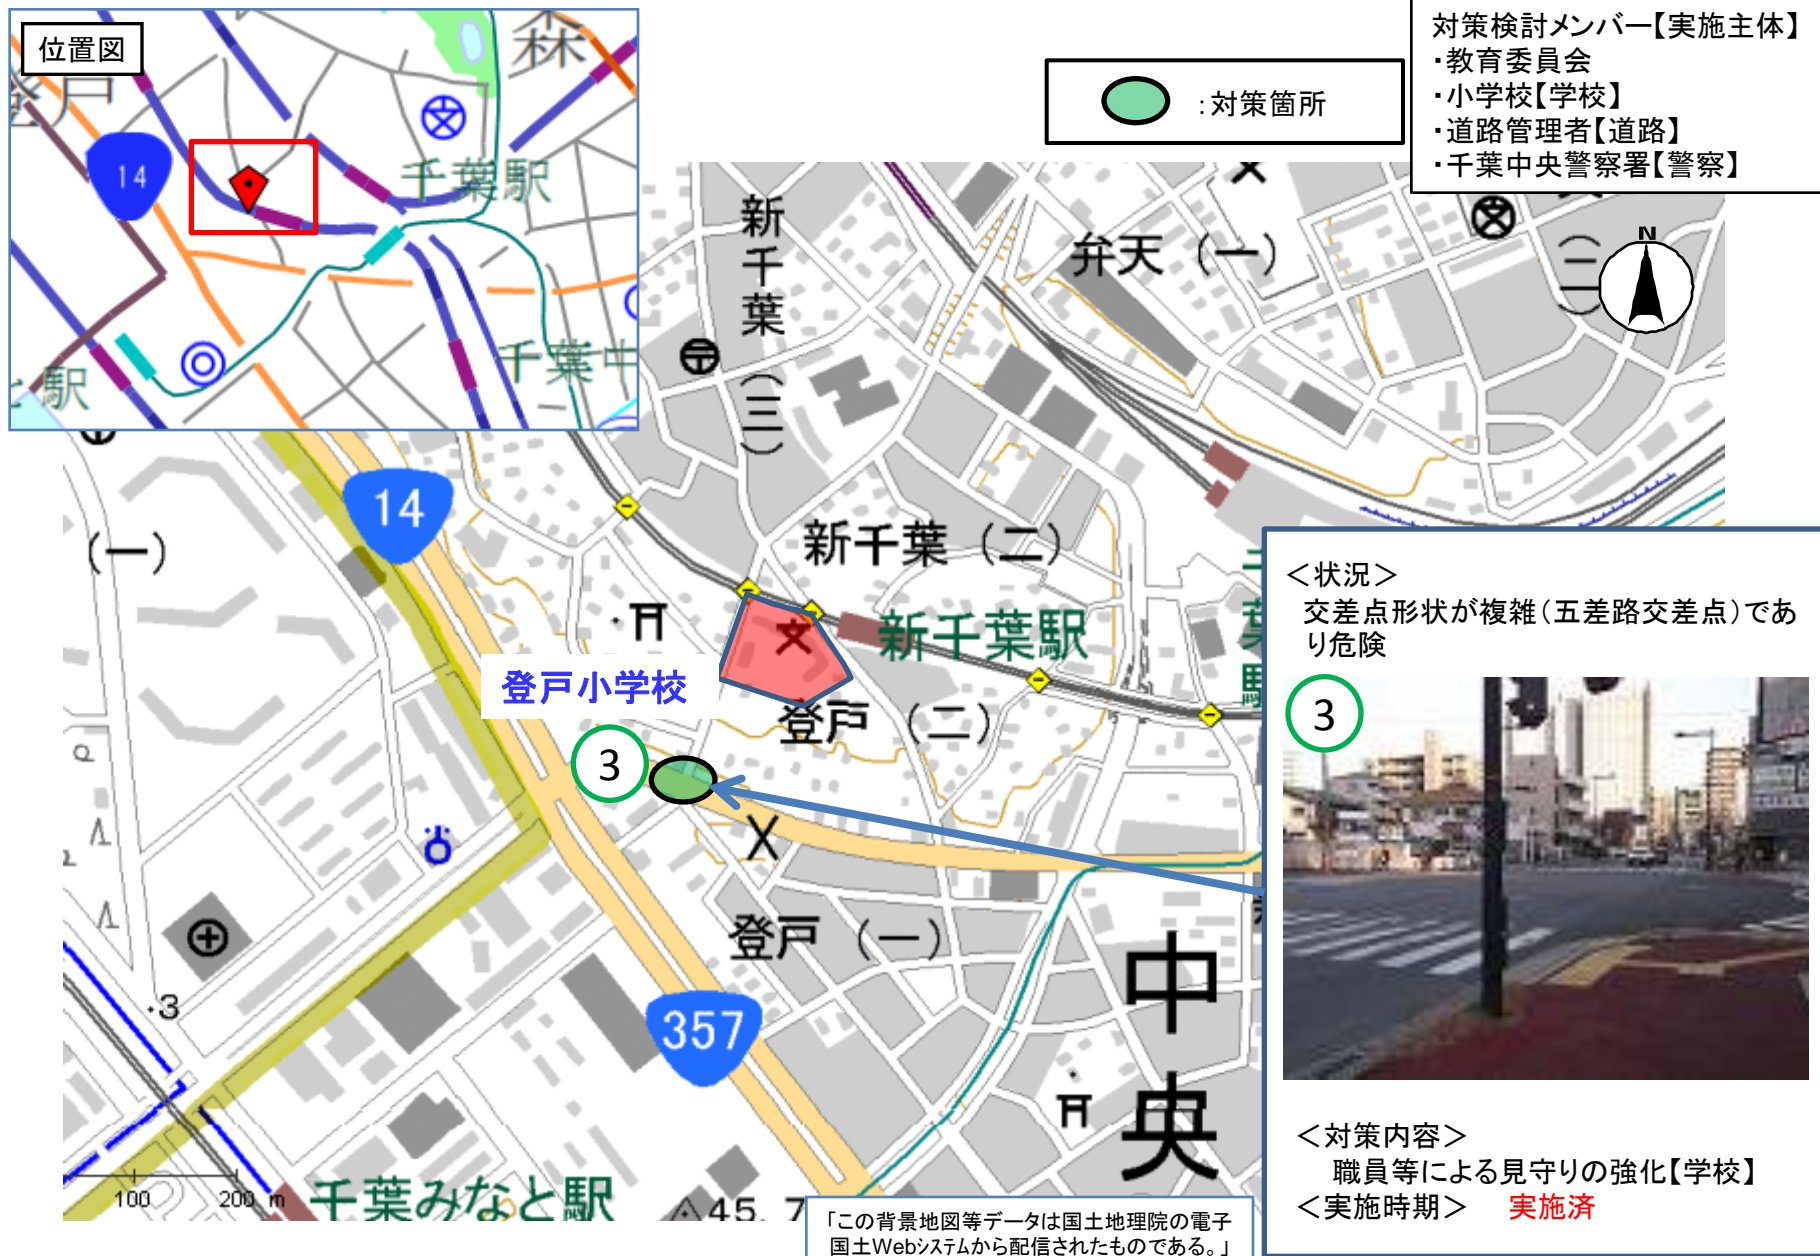 位置図
森
登戸
14
千葉駅
千葉中
駅
:対策箇所
対策検討メンバー【実施主体】
・教育委員会
・小学校【学校】
・道路管理者【道路】
・千葉中央警察署【警察】
N
新千葉(三)
弁天(一)
(二)
14
(一)
新千葉(二)
新千葉駅
登戸小学校
登戸(二)
3
登戸(一)
357
中央
・3
100
200 m
千葉みなと駅
45.7
<状況>
交差点形状が複雑(五差路交差点)であ
り危険
3
<対策内容>
職員等による見守りの強化【学校】
<実施時期> 実施済
「この背景地図等データは国土地理院の電子
国土Webシステムから配信されたものである。」